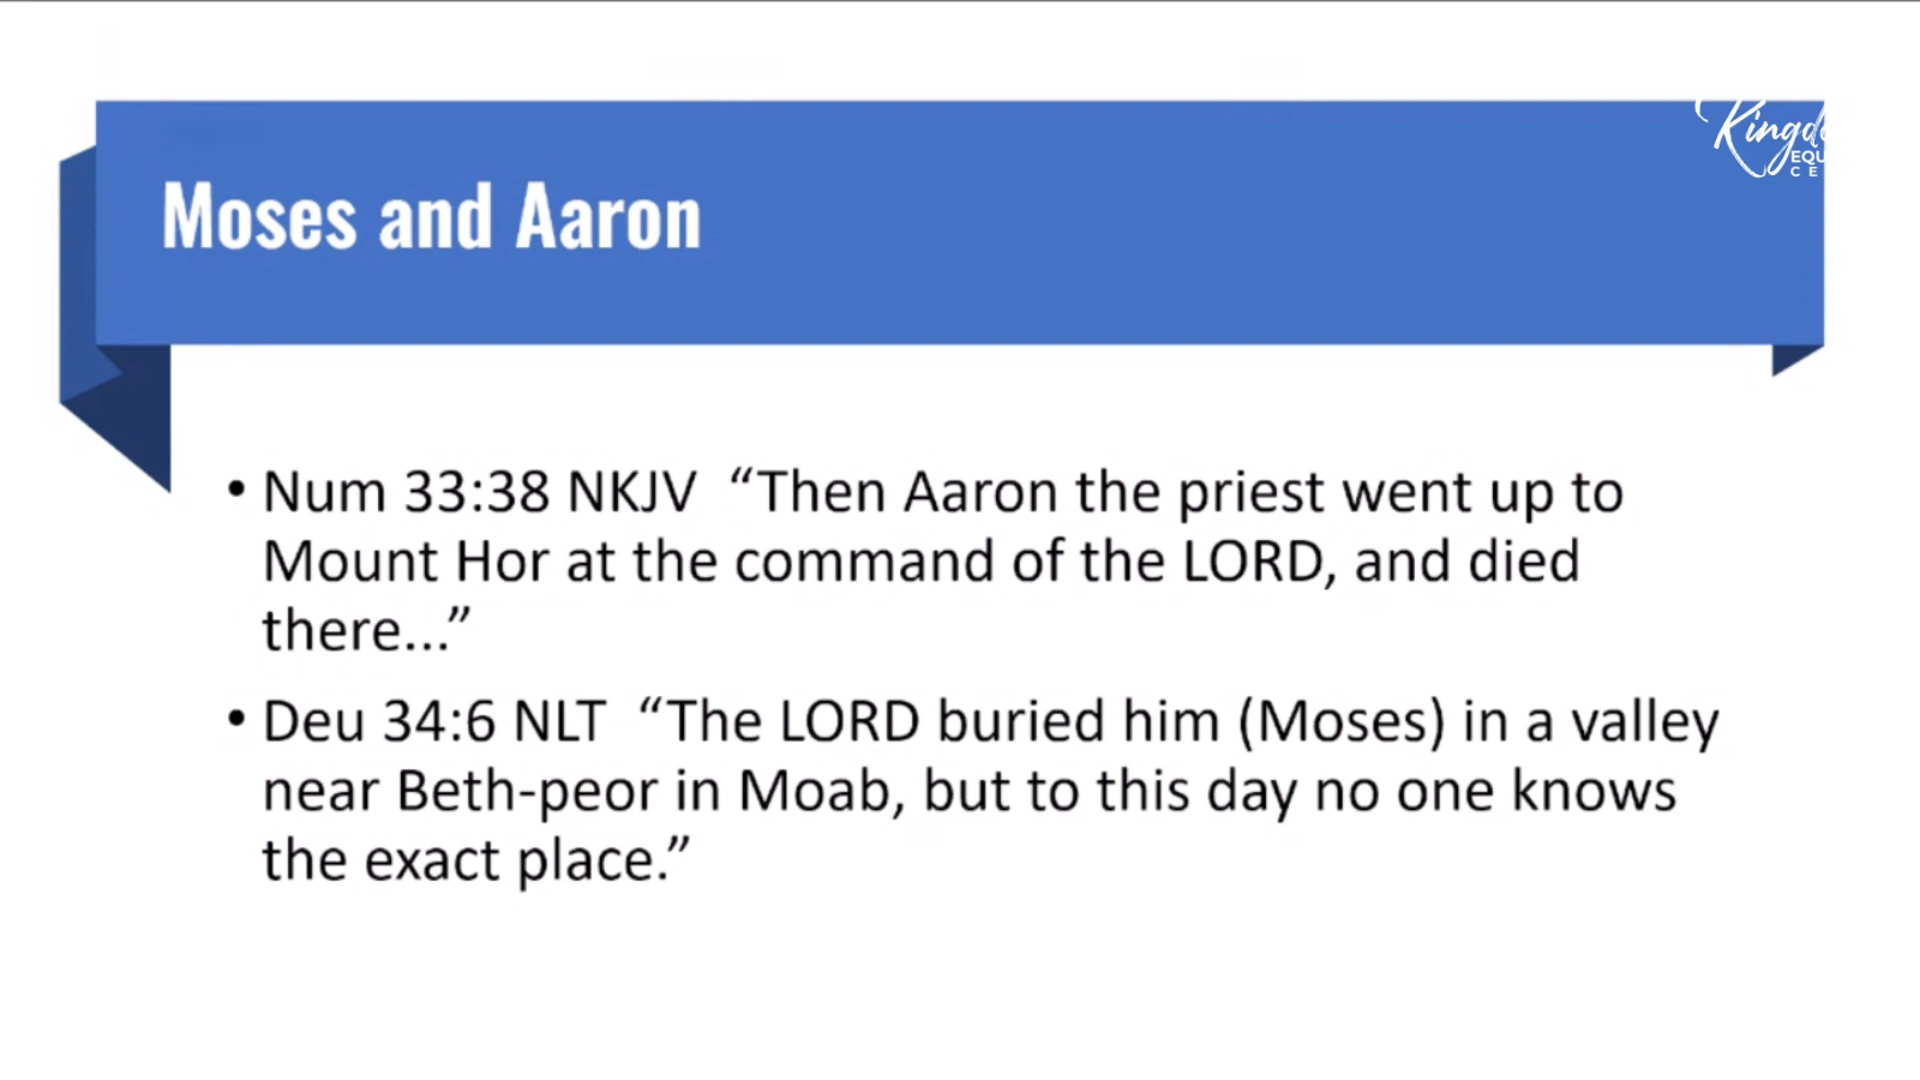 Moses and Aaron
• Num 33:38 NKJV “Then Aaron the priest went up to
Mount Hor at the command of the LORD, and died
there...”
• Deu 34:6 NLT “The LORD buried him (Moses) in a valley
near Beth-peor in Moab, but to this day no one knows
the exact place.”